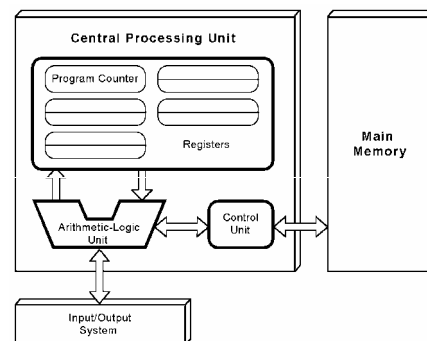 Central Processing Unit
Program Counter
Registers
Main
Memory
Arithmetic-Logic
Unit
Control
Unit
Input/Output
System